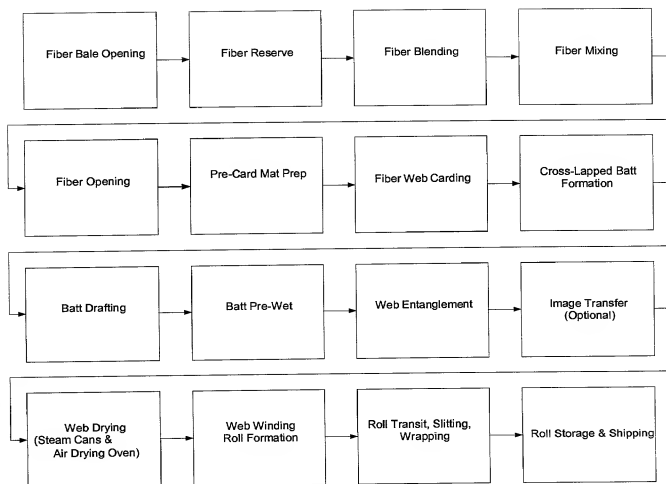 Fiber Bale Opening
Fiber Reserve
Fiber Blending
Fiber Mixing
Fiber Opening
Pre-Card Mat Prep
Fiber Web Carding
Cross-Lapped Batt
Formation
Batt Drafting
Batt Pre-Wet
Web Entanglement
Image Transfer
(Optional)
Web Drying
(Steam Cans &
Air Drying Oven)
Web Winding
Roll Formation
Roll Transit, Slitting,
Wrapping
Roll Storage & Shipping